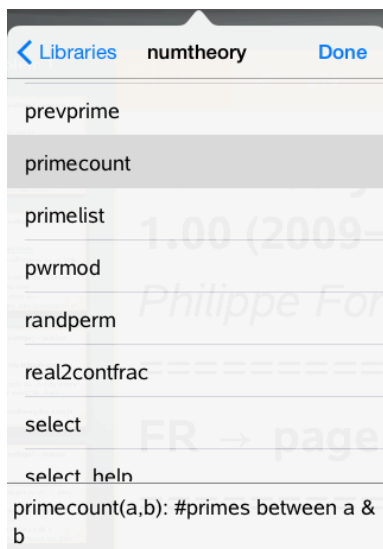 Libraries numtheory Done
prevprime
primecount
primelist
1.00 (2009–
pwrmod
Philippe For
randperm
==========
real2contfrac
select
FR → page
select_help
primecount(a,b): #primes between a &
b